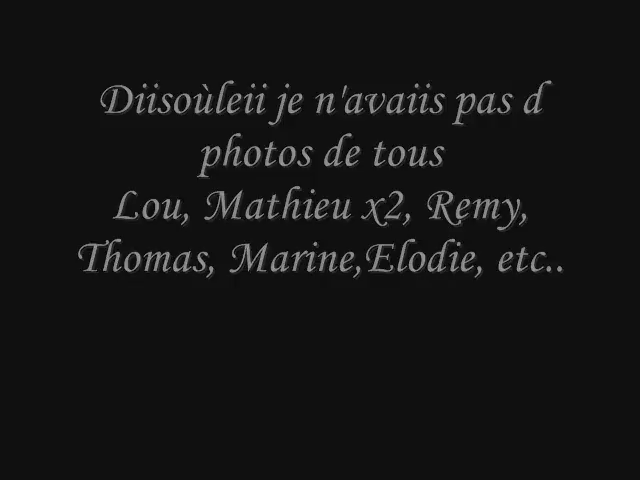 Diisoùleii je n'avaiis pas d
photos de tous
Lou, Mathieu x2, Remy,
Thomas, Marine,Elodie, etc..